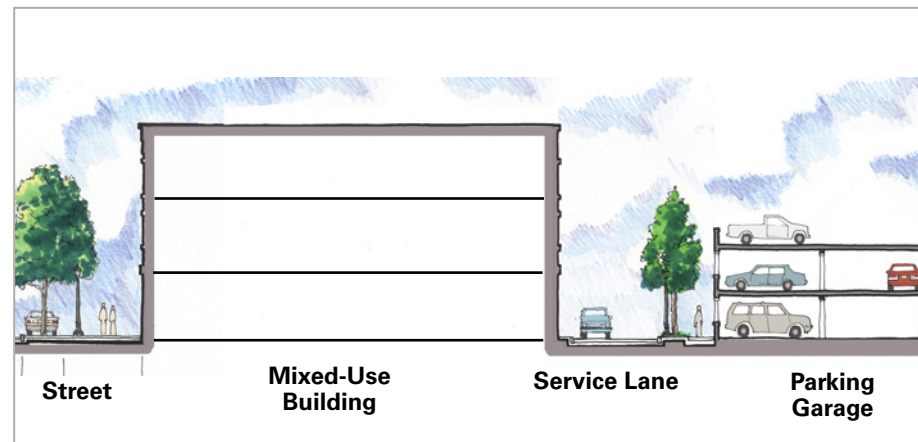 Street
Mixed-Use
Building
Service Lane
Parking
Garage